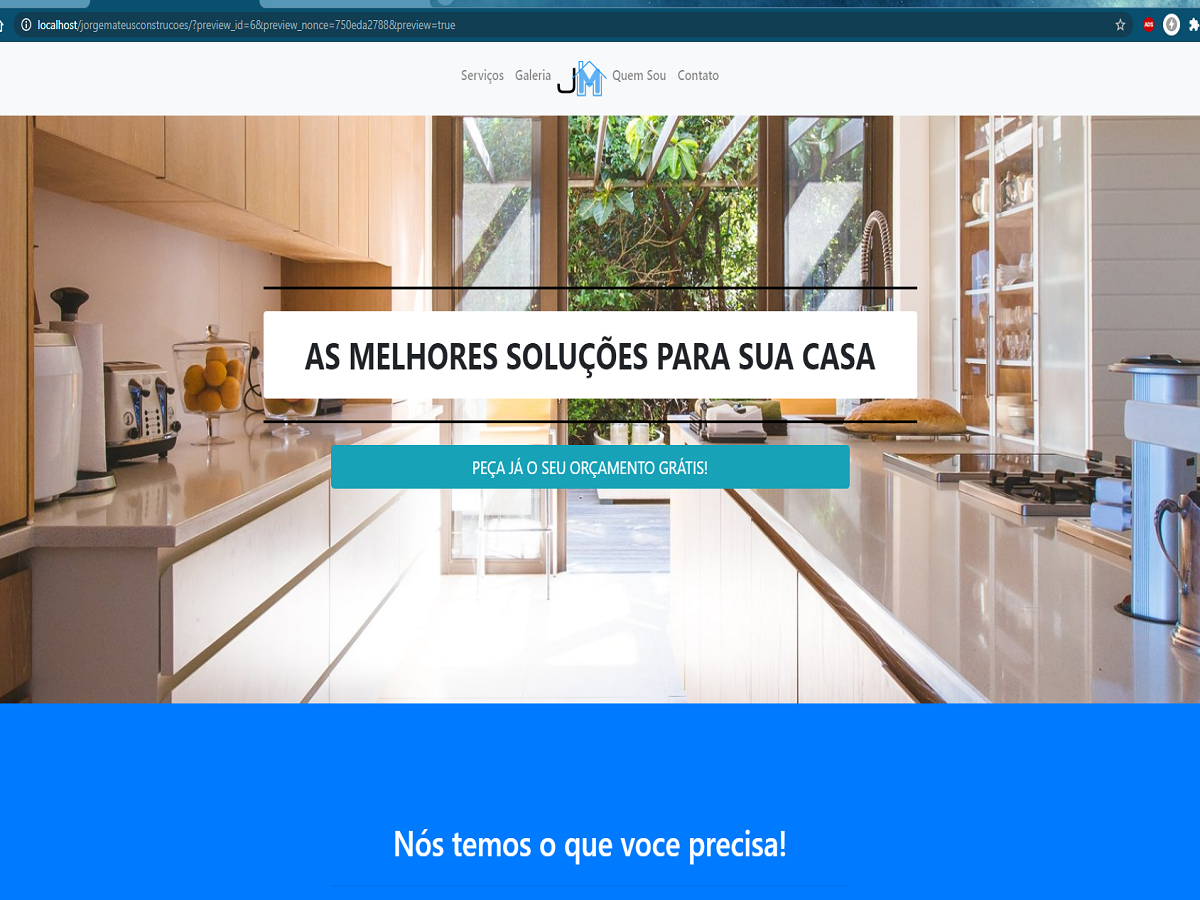 localhost/jorgemateusconstrucoes/?preview_id=6&preview_nonce=750eda2788&preview=true
ADS
Serviços Galeria JM Quem Sou Contato
AS MELHORES SOLUÇÕES PARA SUA CASA
PEÇA JÁ O SEU ORÇAMENTO GRÁTIS!
Nós temos o que voce precisa!